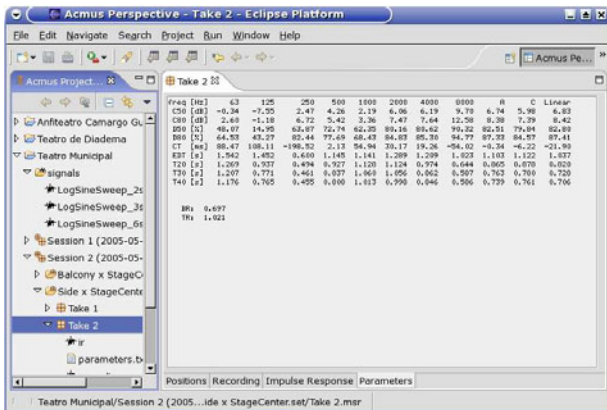 Acmus Perspective - Take 2 - Eclipse Platform
File Edit Navigate Search Project Run Window Help
Acmus Pe...
Acmus Project...
Take 2
Anfiteatro Camargo Gu
Teatro de Diadema
Teatro Municipal
signals
LogSineSweep_2s
LogSineSweep_3s
LogSineSweep_6s
Session 1 (2005-05-
Session 2 (2005-05-
Balcony x StageC
Side x StageCente
Take 1
Take 2
ir
parameters.tx
freq [Hz] 63 125 250 500 1000 2000 4000 8000 A C Linear
C50 [dB] -0.34 -7.55 2.47 4.26 2.19 6.06 6.19 9.70 6.74 5.98 6.83
C80 [dB] 2.60 -1.18 6.72 5.42 3.36 7.47 7.64 12.58 8.38 7.39 8.42
D50 [%] 48.07 14.95 63.87 72.74 62.35 80.16 80.62 90.32 82.51 79.84 82.80
D80 [%] 64.53 43.27 82.44 77.69 68.43 84.83 85.30 94.77 87.33 84.57 87.41
CT [ms] 88.47 108.11 -198.52 2.13 54.94 30.17 19.26 -54.02 -0.34 -6.22 -21.90
EDT [s] 1.542 1.452 0.600 1.145 1.141 1.289 1.209 1.023 1.103 1.122 1.037
T20 [s] 1.269 0.937 0.494 0.927 1.128 1.124 0.974 0.644 0.865 0.878 0.820
T30 [s] 1.207 0.771 0.461 0.837 1.060 1.056 0.062 0.507 0.763 0.780 0.728
T40 [s] 1.176 0.765 0.455 0.800 1.013 0.990 0.846 0.506 0.739 0.761 0.706
BR: 0.697
TR: 1.021
Positions Recording Impulse Response Parameters
Teatro Municipal/Session 2 (2005...ide x StageCenter.set/Take 2.msr